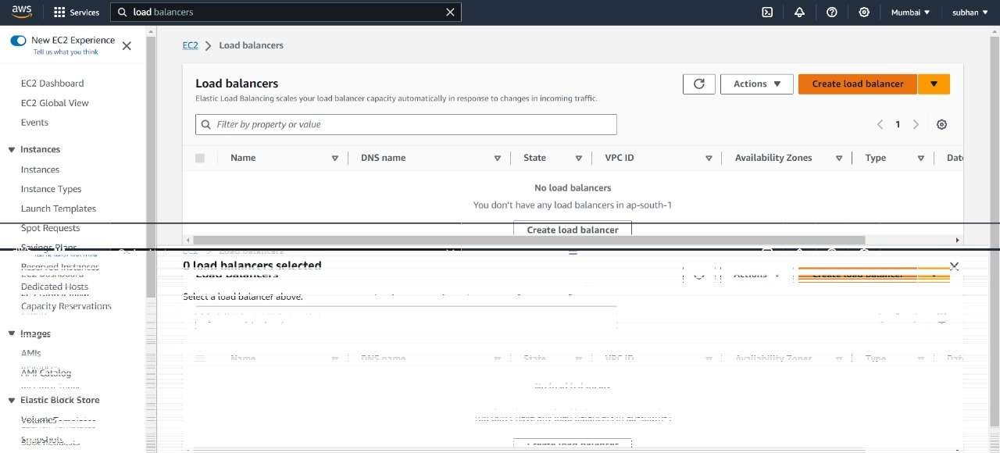 aws Services load balancers Mumbai subhan
New EC2 Experience
Tell us what you think
EC2 Dashboard
EC2 Global View
Events
Instances
Instances
Instance Types
Launch Templates
Spot Requests
Savings Plans
Reserved Instances
Dedicated Hosts
Capacity Reservations
Images
AMIs
AMI Catalog
Elastic Block Store
Volumes
Snapshots
EC2 Load balancers
Load balancers
Elastic Load Balancing scales your load balancer capacity automatically in response to changes in incoming traffic.
Actions Create load balancer
Filter by property or value
1
Name DNS name State VPC ID Availability Zones Type
No load balancers
You don't have any load balancers in ap-south-1
Create load balancer
0 load balancers selected
Select a load balancer above.